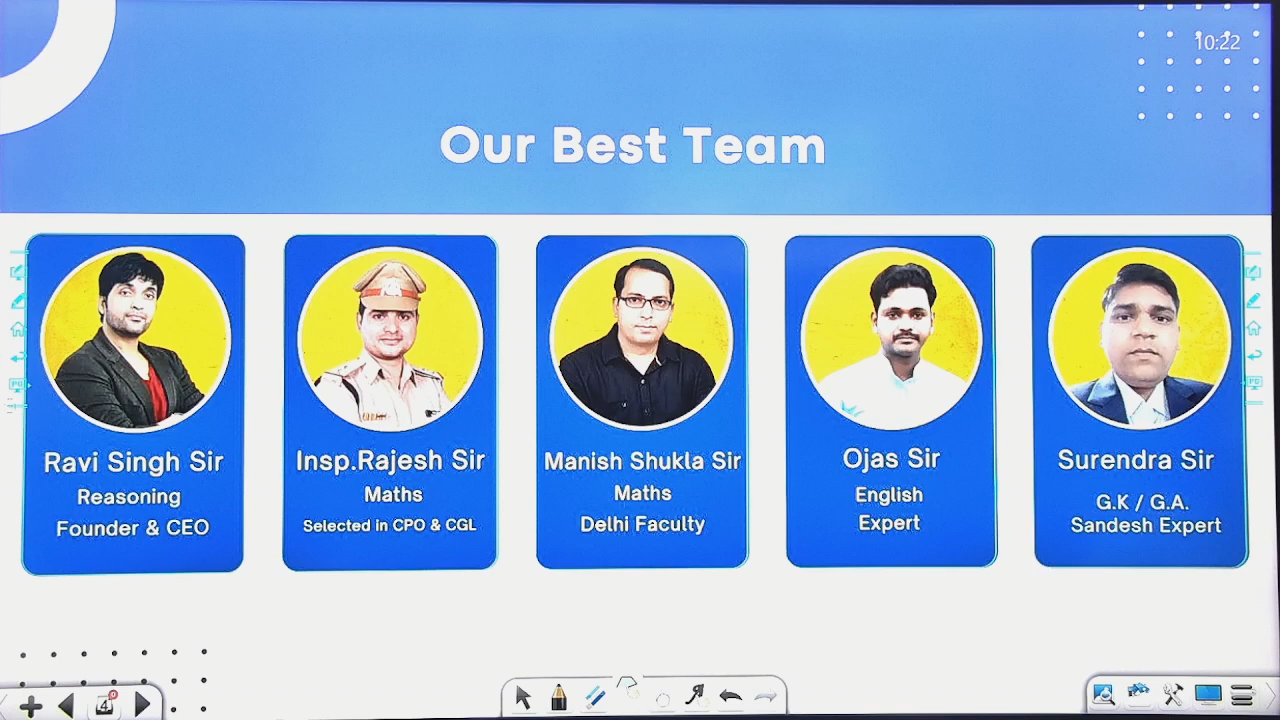 10:22
Our Best Team
Ravi Singh Sir
Reasoning
Founder & CEO
Insp.Rajesh Sir
Maths
Selected in CPO & CGL
Manish Shukla Sir
Maths
Delhi Faculty
Ojas Sir
English
Expert
Surendra Sir
G.K / G.A.
Sandesh Expert
4